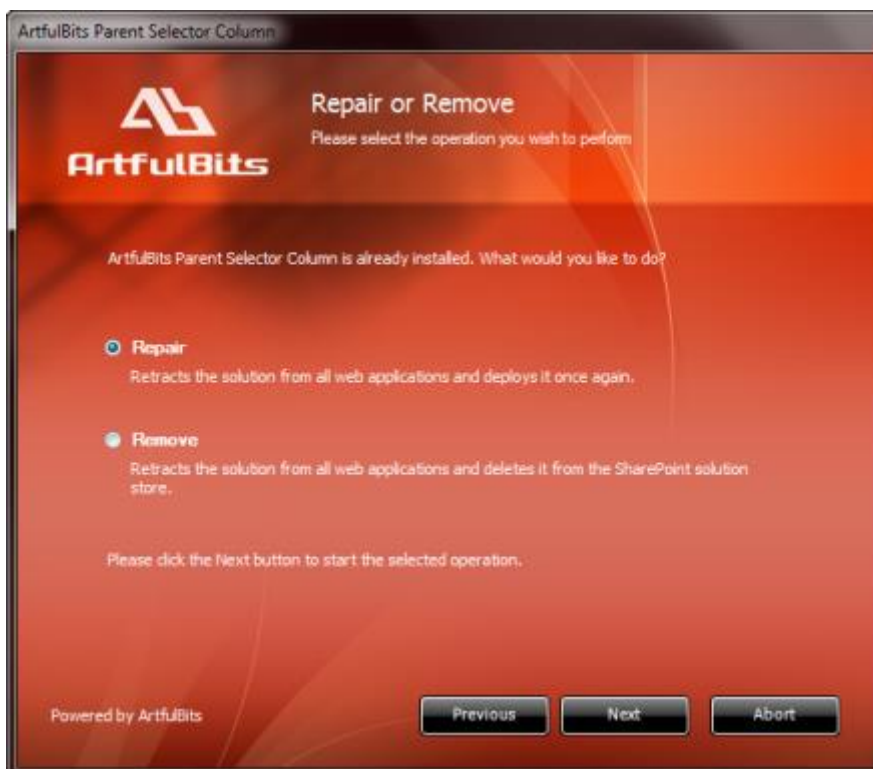 ArtfulBits Parent Selector Column
Repair or Remove
Please select the operation you wish to perform
ArtfulBits
ArtfulBits Parent Selector Column is already installed. What would you like to do?
Repair
Retracts the solution from all web applications and deploys it once again.
Remove
Retracts the solution from all web applications and deletes it from the SharePoint solution
store.
Please click the Next button to start the selected operation.
Powered by ArtfulBits
Previous
Next
Abort